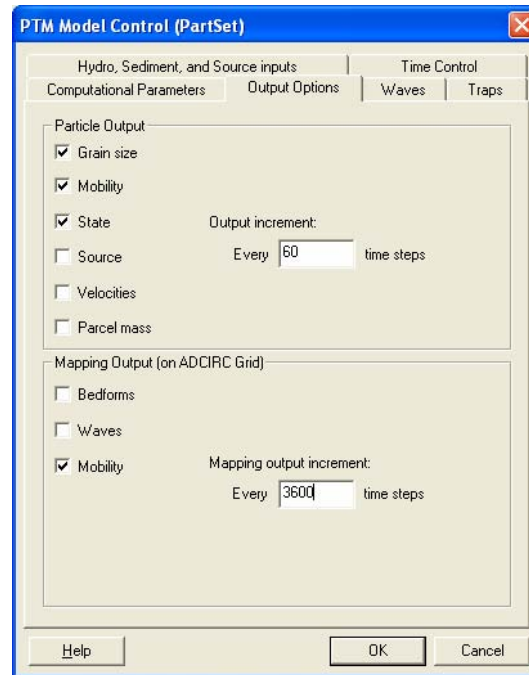 PTM Model Control (PartSet)
Hydro, Sediment, and Source inputs Time Control
Computational Parameters Output Options Waves Traps
Particle Output
Grain size
Mobility
State Output increment:
Source Every 60 time steps
Velocities
Parcel mass
Mapping Output (on ADCIRC Grid)
Bedforms
Waves
Mobility Mapping output increment:
Every 3600 time steps
Help OK Cancel